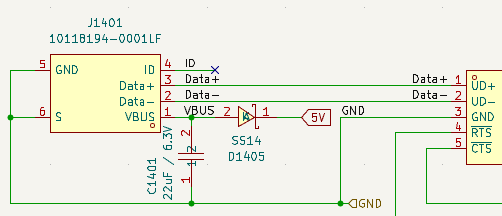 J1401
10118194-0001LF
5 GND ID 4 ID
Data+ 3 Data+ Data+ 1 UD+
Data- 2 Data- Data- 2 UD-
6 S VBUS 1 VBUS 2 A 1 5V GND 3 GND
SS14
D1405
4 RTS
5 CTS
C1401
22uF / 6.3V
2
1
GND